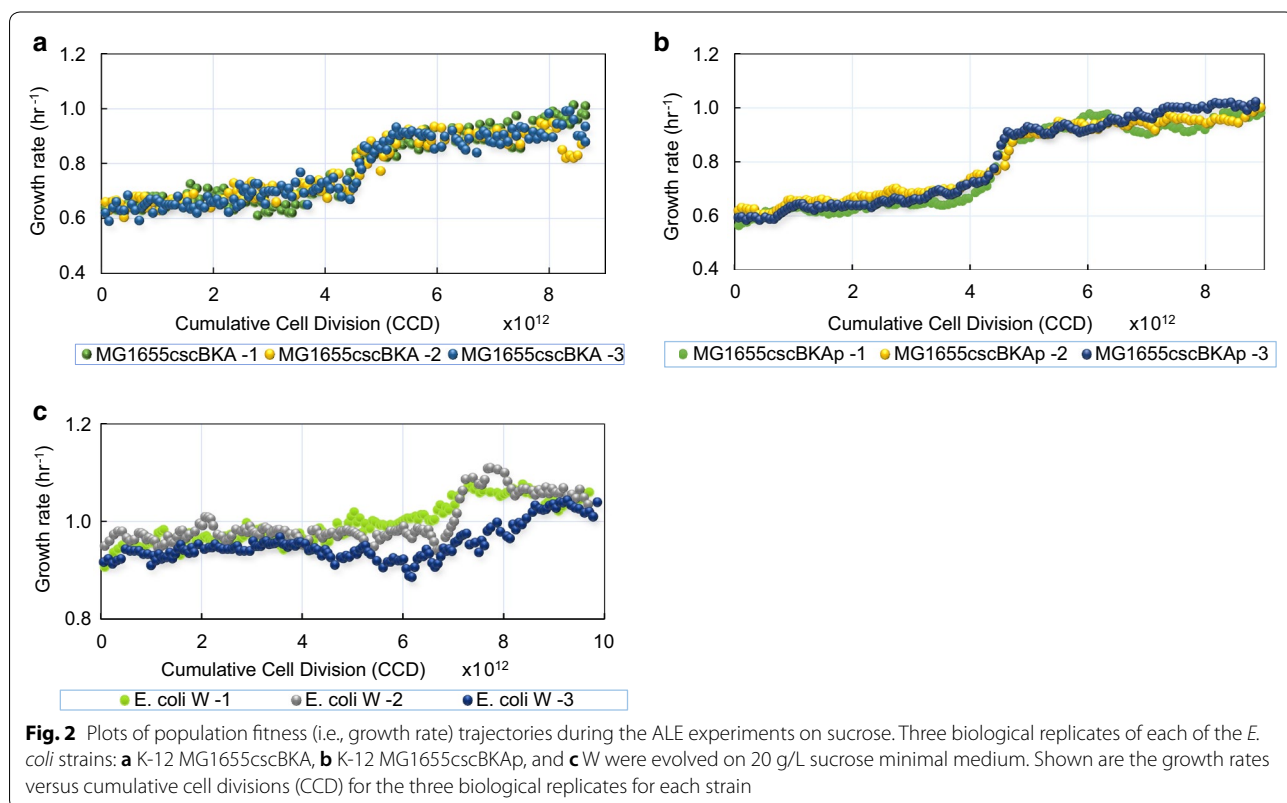 a
1.2
1.0
0.8
0.6
0.4
Growth rate (hr⁻¹)
0 2 4 6 8
Cumulative Cell Division (CCD) x10¹²
MG1655cscBKA -1 MG1655cscBKA -2 MG1655cscBKA -3
b
1.2
1.0
0.8
0.6
0.4
Growth rate (hr⁻¹)
0 2 4 6 8
Cumulative Cell Division (CCD) x10¹²
MG1655cscBKAp -1 MG1655cscBKAp -2 MG1655cscBKAp -3
c
1.2
1.0
0.8
Growth rate (hr⁻¹)
0 2 4 6 8 10
Cumulative Cell Division (CCD) x10¹²
E. coli W -1 E. coli W -2 E. coli W -3
Fig. 2 Plots of population fitness (i.e., growth rate) trajectories during the ALE experiments on sucrose. Three biological replicates of each of the E.
coli strains: a K-12 MG1655cscBKA, b K-12 MG1655cscBKAp, and c W were evolved on 20 g/L sucrose minimal medium. Shown are the growth rates
versus cumulative cell divisions (CCD) for the three biological replicates for each strain